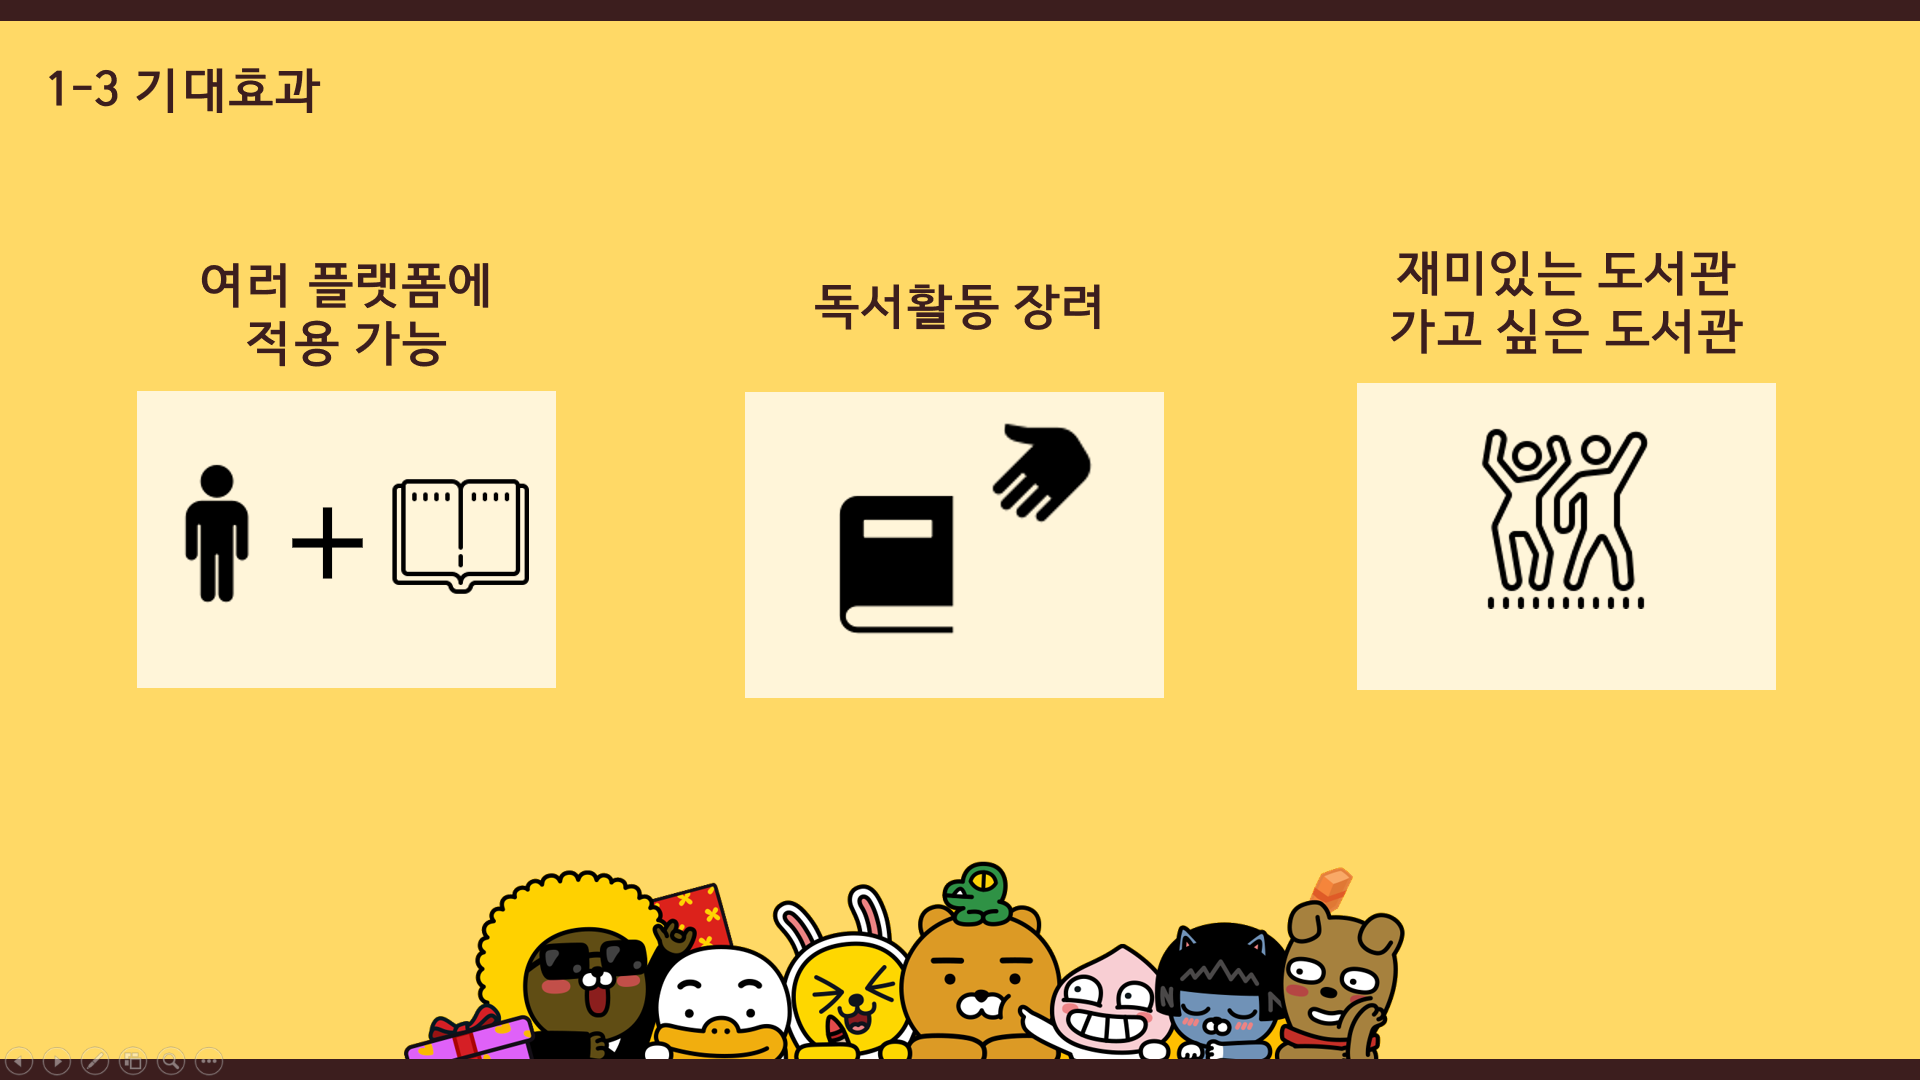 1-3 기대효과
여러 플랫폼에
적용 가능
독서활동 장려
재미있는 도서관
가고 싶은 도서관